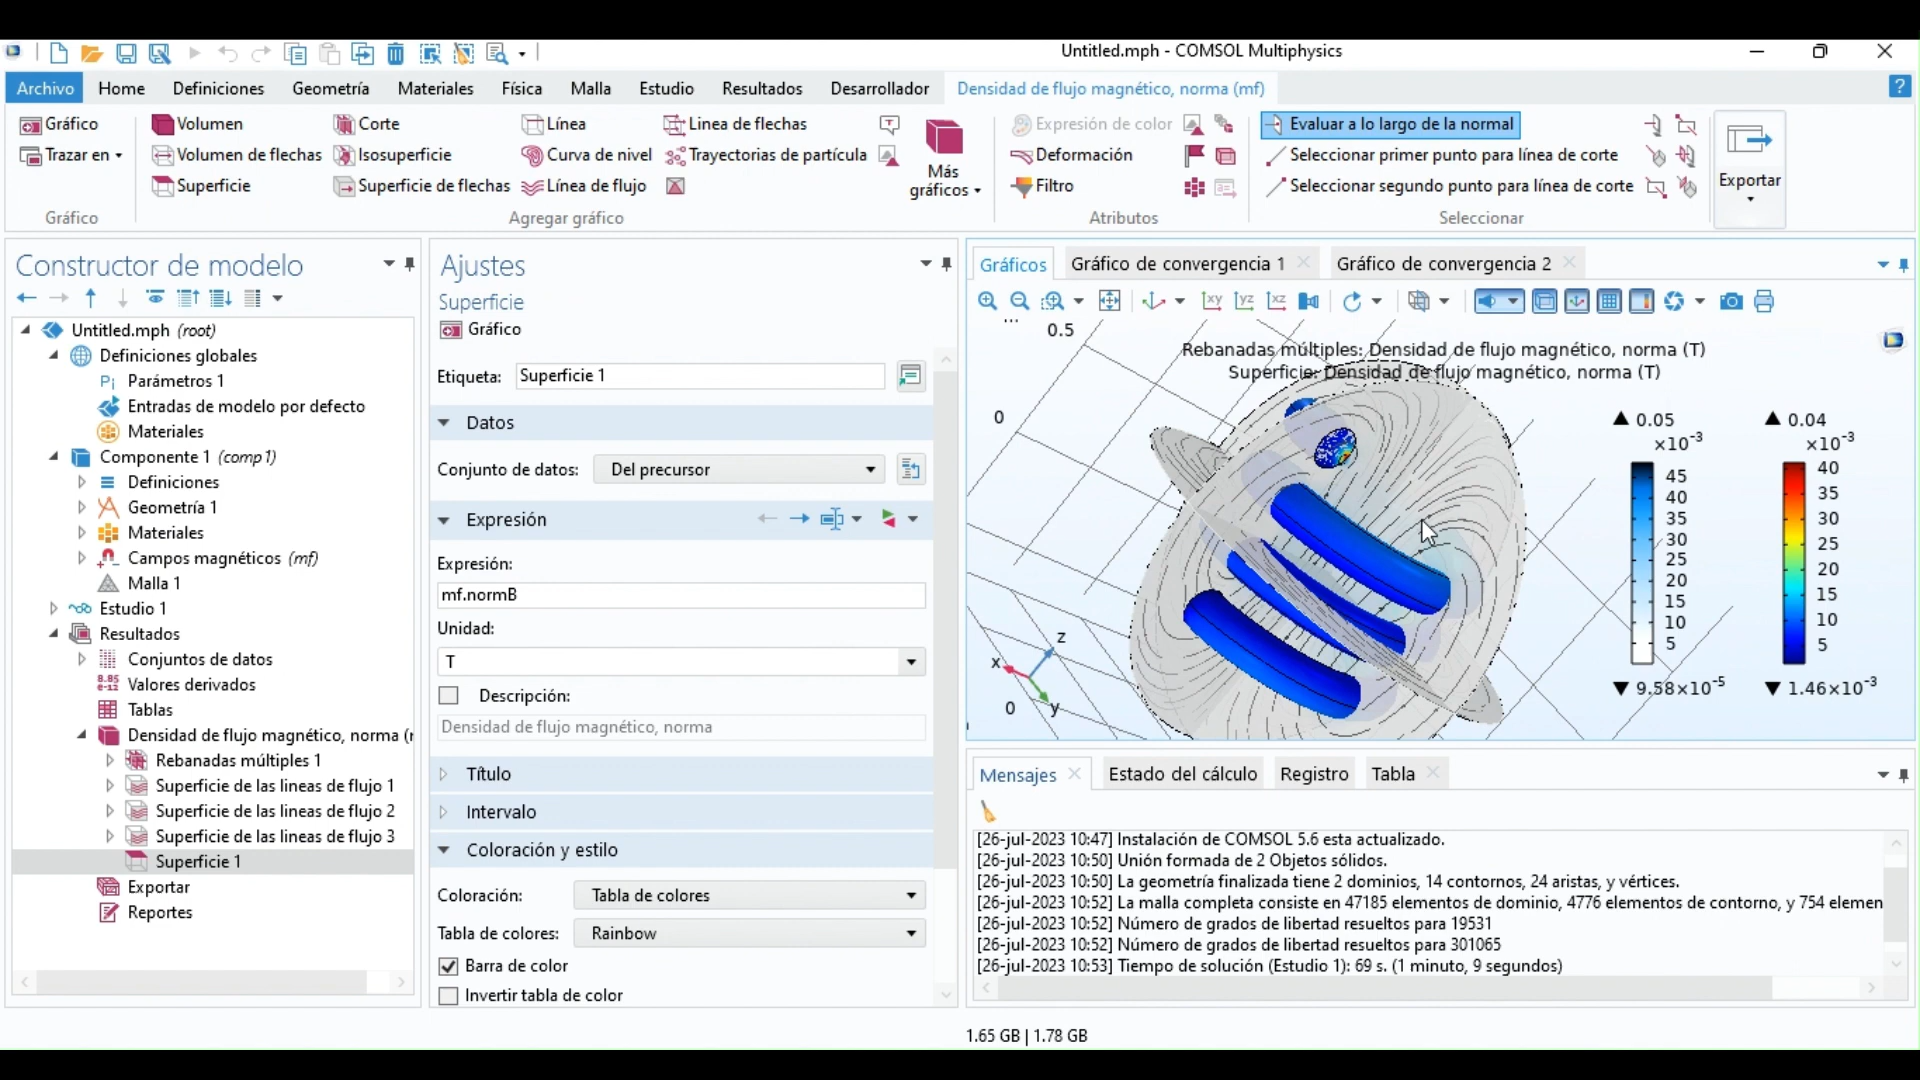 Untitled.mph - COMSOL Multiphysics
Archivo Home Definiciones Geometría Materiales Física Malla Estudio Resultados Desarrollador Densidad de flujo magnético, norma (mf)
?
Gráfico
Trazar en
Gráfico
Volumen
Volumen de flechas
Superficie
Corte
Isosuperficie
Superficie de flechas
Línea
Curva de nivel
Línea de flujo
Linea de flechas
Trayectorias de partícula
Más
gráficos
Agregar gráfico
Expresión de color
Deformación
Filtro
Atributos
Evaluar a lo largo de la normal
Seleccionar primer punto para línea de corte
Seleccionar segundo punto para línea de corte
Seleccionar
Exportar
Constructor de modelo
Untitled.mph (root)
Definiciones globales
Pi Parámetros 1
Entradas de modelo por defecto
Materiales
Componente 1 (comp1)
Definiciones
Geometría 1
Materiales
Campos magnéticos (mf)
Malla 1
Estudio 1
Resultados
Conjuntos de datos
8.85
e-12
Valores derivados
Tablas
Densidad de flujo magnético, norma (r
Rebanadas múltiples 1
Superficie de las lineas de flujo 1
Superficie de las lineas de flujo 2
Superficie de las lineas de flujo 3
Superficie 1
Exportar
Reportes
Ajustes
Superficie
Gráfico
Etiqueta: Superficie 1
Datos
Conjunto de datos: Del precursor
Expresión
Expresión:
mf.normB
Unidad:
T
Descripción:
Densidad de flujo magnético, norma
Título
Intervalo
Coloración y estilo
Coloración: Tabla de colores
Tabla de colores: Rainbow
Barra de color
Invertir tabla de color
Gráficos Gráfico de convergencia 1 Gráfico de convergencia 2
xy yz xz
...
0.5
0
Rebanadas múltiples: Densidad de flujo magnético, norma (T)
Superficie: Densidad de flujo magnético, norma (T)
▲ 0.05
×10⁻³
45
40
35
30
25
20
15
10
5
▼ 9.58×10⁻⁵
▲ 0.04
×10⁻³
40
35
30
25
20
15
10
5
▼ 1.46×10⁻³
z
x
y
0
Mensajes Estado del cálculo Registro Tabla
[26-jul-2023 10:47] Instalación de COMSOL 5.6 esta actualizado.
[26-jul-2023 10:50] Unión formada de 2 Objetos sólidos.
[26-jul-2023 10:50] La geometría finalizada tiene 2 dominios, 14 contornos, 24 aristas, y vértices.
[26-jul-2023 10:52] La malla completa consiste en 47185 elementos de dominio, 4776 elementos de contorno, y 754 elemen
[26-jul-2023 10:52] Número de grados de libertad resueltos para 19531
[26-jul-2023 10:52] Número de grados de libertad resueltos para 301065
[26-jul-2023 10:53] Tiempo de solución (Estudio 1): 69 s. (1 minuto, 9 segundos)
1.65 GB | 1.78 GB